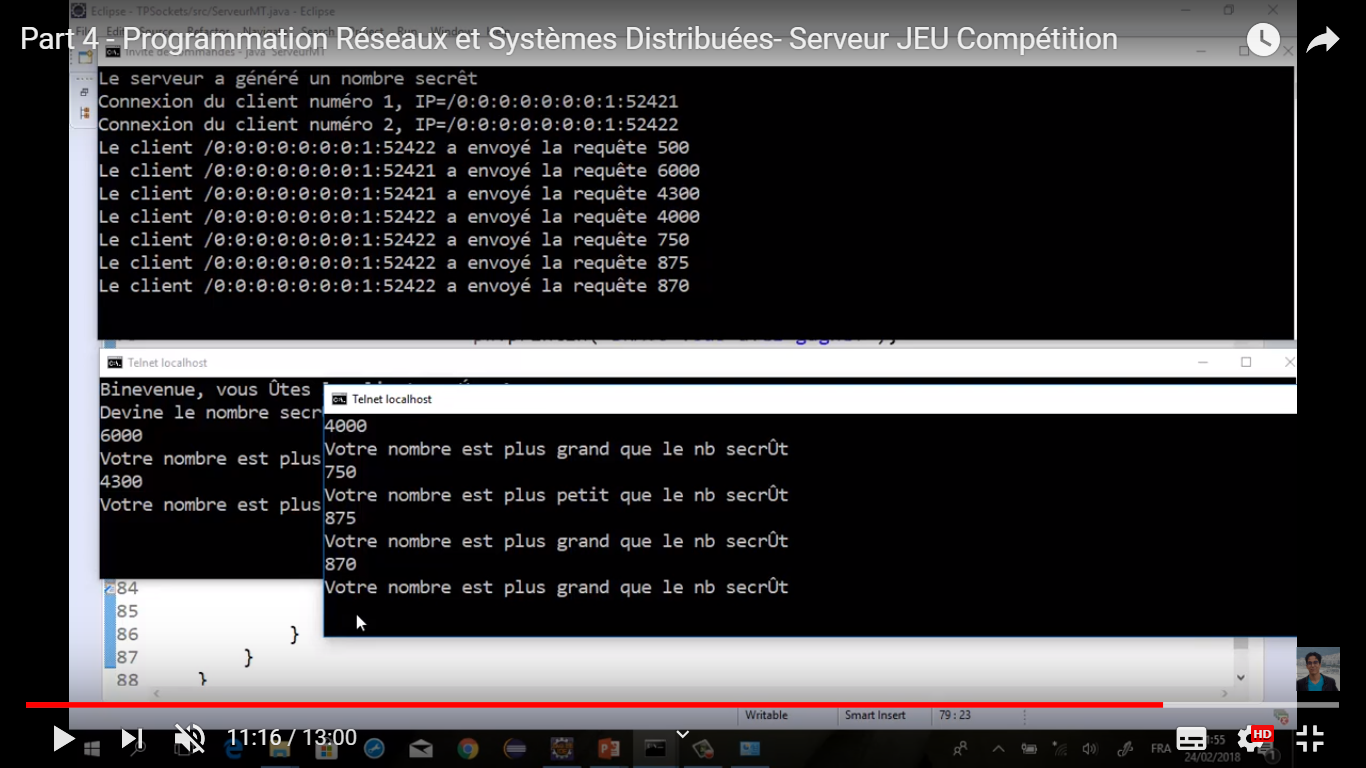 Eclipse - TPSockets/src/ServeurMT.java - Eclipse
Part 4 - Programmation Réseaux et Systèmes Distribuées- Serveur JEU Compétition
Invite de commandes - java ServeurMT
Le serveur a généré un nombre secrêt
Connexion du client numéro 1, IP=/0:0:0:0:0:0:0:1:52421
Connexion du client numéro 2, IP=/0:0:0:0:0:0:0:1:52422
Le client /0:0:0:0:0:0:0:1:52422 a envoyé la requête 500
Le client /0:0:0:0:0:0:0:1:52421 a envoyé la requête 6000
Le client /0:0:0:0:0:0:0:1:52421 a envoyé la requête 4300
Le client /0:0:0:0:0:0:0:1:52422 a envoyé la requête 4000
Le client /0:0:0:0:0:0:0:1:52422 a envoyé la requête 750
Le client /0:0:0:0:0:0:0:1:52422 a envoyé la requête 875
Le client /0:0:0:0:0:0:0:1:52422 a envoyé la requête 870
Telnet localhost
Binevenue, vous Ûtes
Devine le nombre secr
6000
Votre nombre est plus
4300
Votre nombre est plus
Telnet localhost
4000
Votre nombre est plus grand que le nb secrÛt
750
Votre nombre est plus petit que le nb secrÛt
875
Votre nombre est plus grand que le nb secrÛt
870
Votre nombre est plus grand que le nb secrÛt
84
85
86 }
87 }
88 }
Writable Smart Insert 79 : 23
11:16 / 13:00
HD
FRA
:55
24/02/2018
1